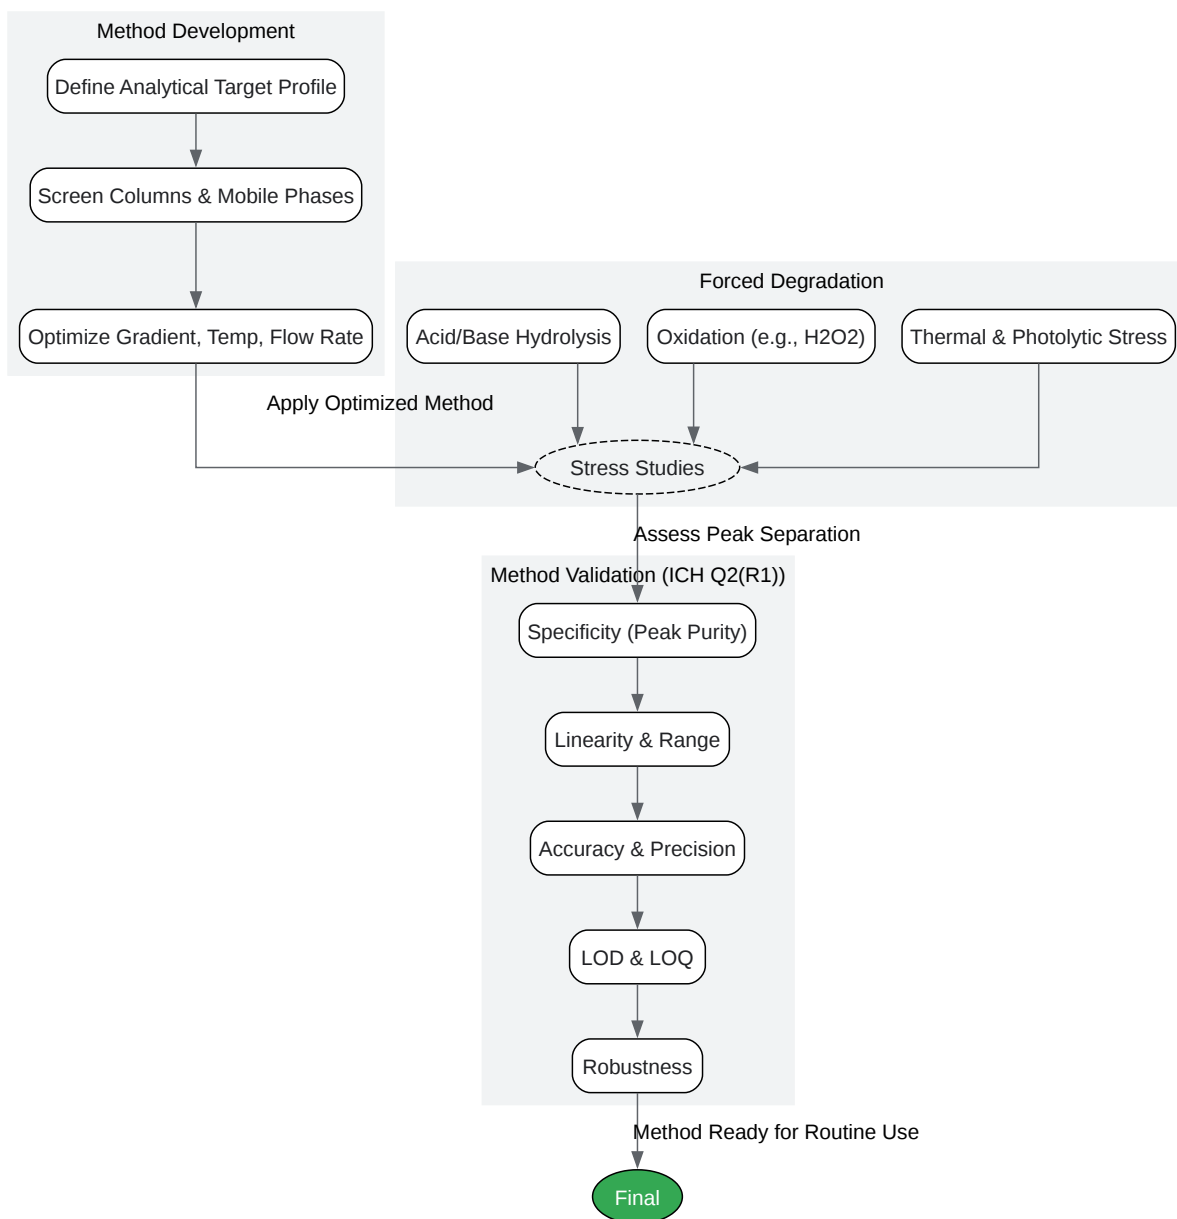 Method Development
Define Analytical Target Profile
Screen Columns & Mobile Phases
Optimize Gradient, Temp, Flow Rate
Forced Degradation
Acid/Base Hydrolysis
Oxidation (e.g., H2O2)
Thermal & Photolytic Stress
Apply Optimized Method
Stress Studies
Assess Peak Separation
Method Validation (ICH Q2(R1))
Specificity (Peak Purity)
Linearity & Range
Accuracy & Precision
LOD & LOQ
Robustness
Method Ready for Routine Use
Final